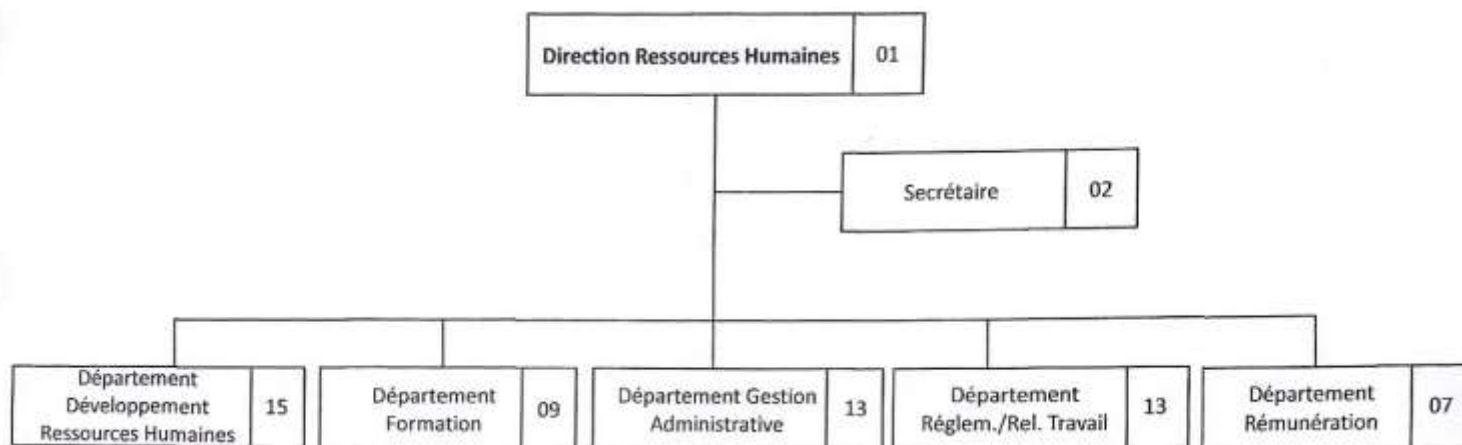 Direction Ressources Humaines 01
Secrétaire 02
Département
Développement
Ressources Humaines
15
Département
Formation
09
Département Gestion
Administrative
13
Département
Réglem./Rel. Travail
13
Département
Rémunération
07